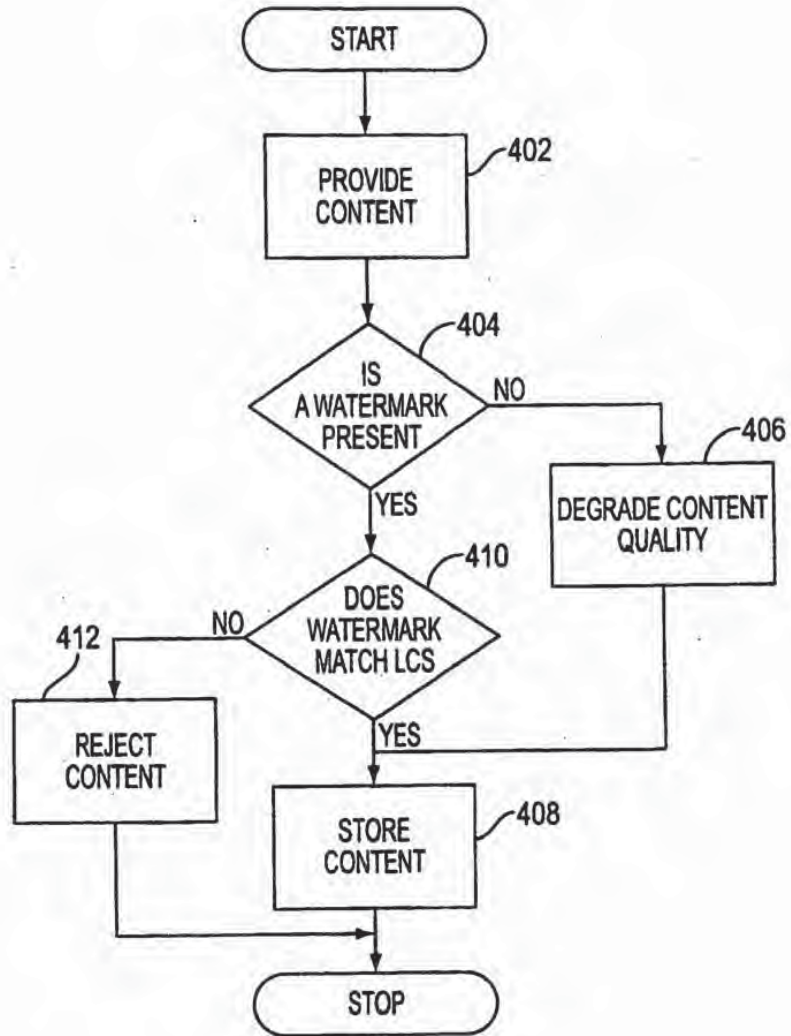 START
402
PROVIDE
CONTENT
404
IS
A WATERMARK
PRESENT
NO
406
DEGRADE CONTENT
QUALITY
YES
410
DOES
WATERMARK
MATCH LCS
NO
412
REJECT
CONTENT
YES
408
STORE
CONTENT
STOP